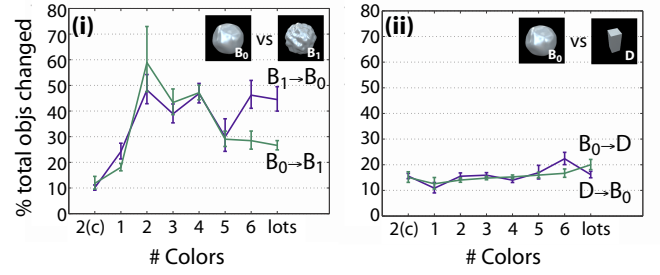 (i)
B₀ vs B₁
B₁→B₀
B₀→B₁
% total objs changed
80
70
60
50
40
30
20
10
0
2(c) 1 2 3 4 5 6 lots
# Colors
(ii)
B₀ vs D
B₀→D
D→B₀
80
70
60
50
40
30
20
10
0
2(c) 1 2 3 4 5 6 lots
# Colors